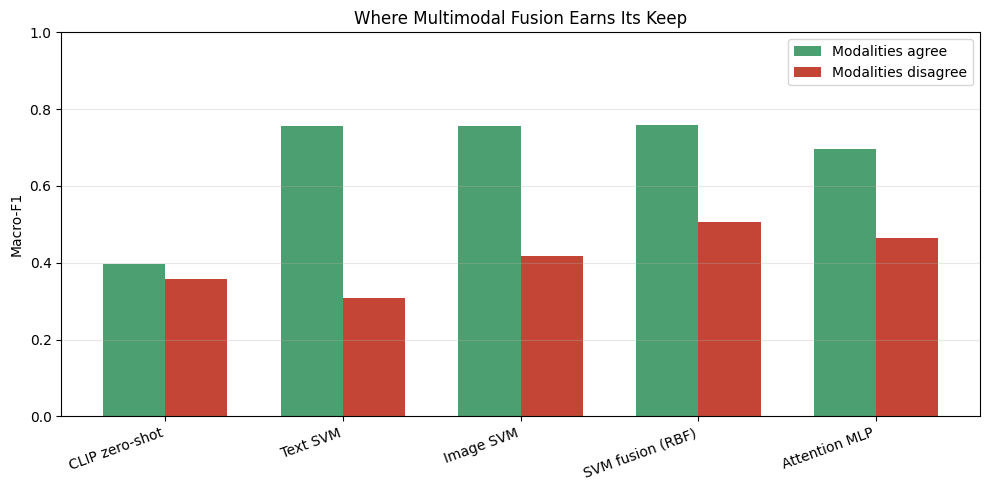 Where Multimodal Fusion Earns Its Keep
Modalities agree
Modalities disagree
Macro-F1
1.0
0.8
0.6
0.4
0.2
0.0
CLIP zero-shot
Text SVM
Image SVM
SVM fusion (RBF)
Attention MLP